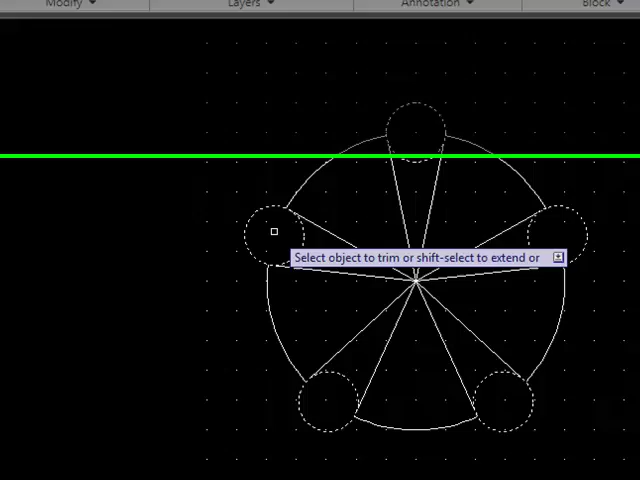 Modify
Layers
Annotation
Block
Select object to trim or shift-select to extend or